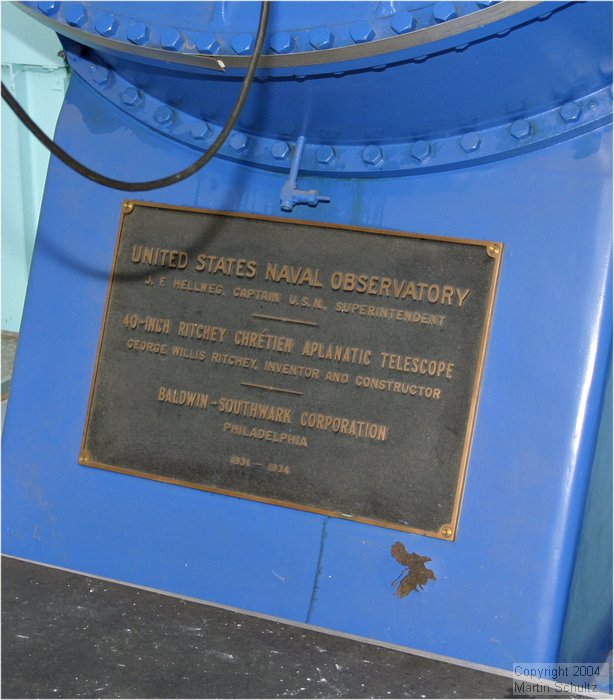 UNITED STATES NAVAL OBSERVATORY
J. F. HELLWEG, CAPTAIN U.S.N., SUPERINTENDENT
40-INCH RITCHEY CHRÉTIEN APLANATIC TELESCOPE
GEORGE WILLIS RITCHEY, INVENTOR AND CONSTRUCTOR
BALDWIN-SOUTHWARK CORPORATION
PHILADELPHIA
1931 - 1934
Copyright 2004
Martin Schultz